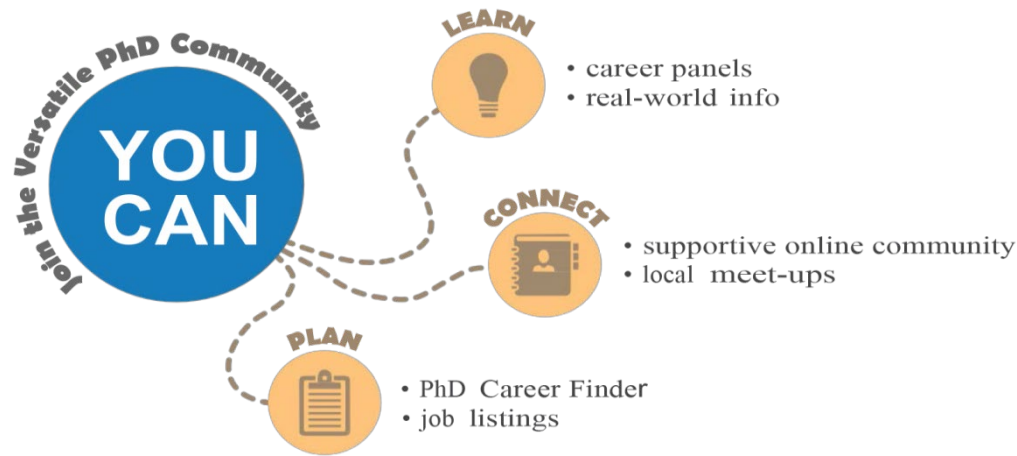 Join the Versatile PhD Community
YOU
CAN
LEARN
• career panels
• real-world info
CONNECT
• supportive online community
• local meet-ups
PLAN
• PhD Career Finder
• job listings